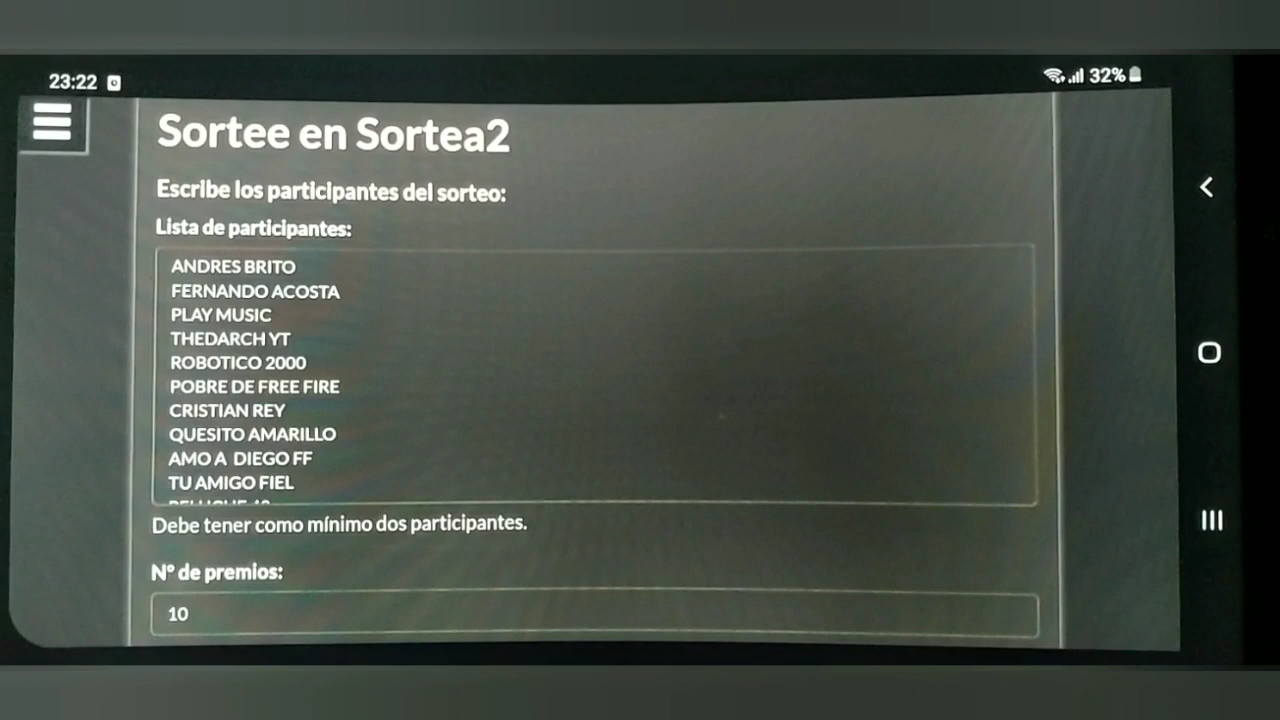 23:22
32%
Sortee en Sortea2
Escribe los participantes del sorteo:
Lista de participantes:
ANDRES BRITO
FERNANDO ACOSTA
PLAY MUSIC
THEDARCH YT
ROBOTICO 2000
POBRE DE FREE FIRE
CRISTIAN REY
QUESITO AMARILLO
AMO A DIEGO FF
TU AMIGO FIEL
Debe tener como mínimo dos participantes.
Nº de premios:
10